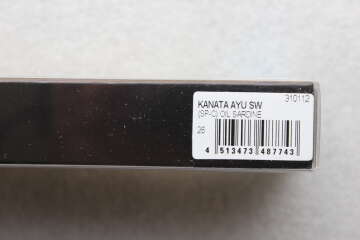 310112
KANATA AYU SW
(SP-C) OIL SARDINE
26
4 513473 487743